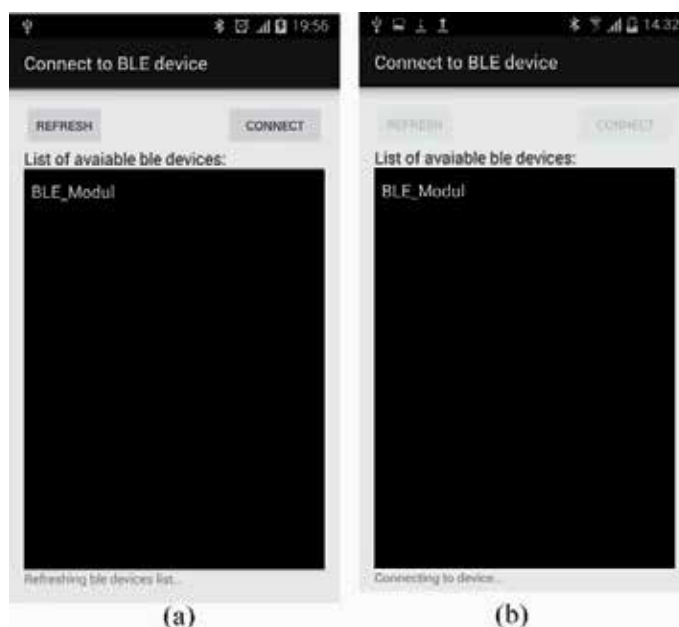 19:56
Connect to BLE device
REFRESH CONNECT
List of avaiable ble devices:
BLE_Modul
Refreshing ble devices list...
(a)
14:32
Connect to BLE device
REFRESH CONNECT
List of avaiable ble devices:
BLE_Modul
Connecting to device...
(b)